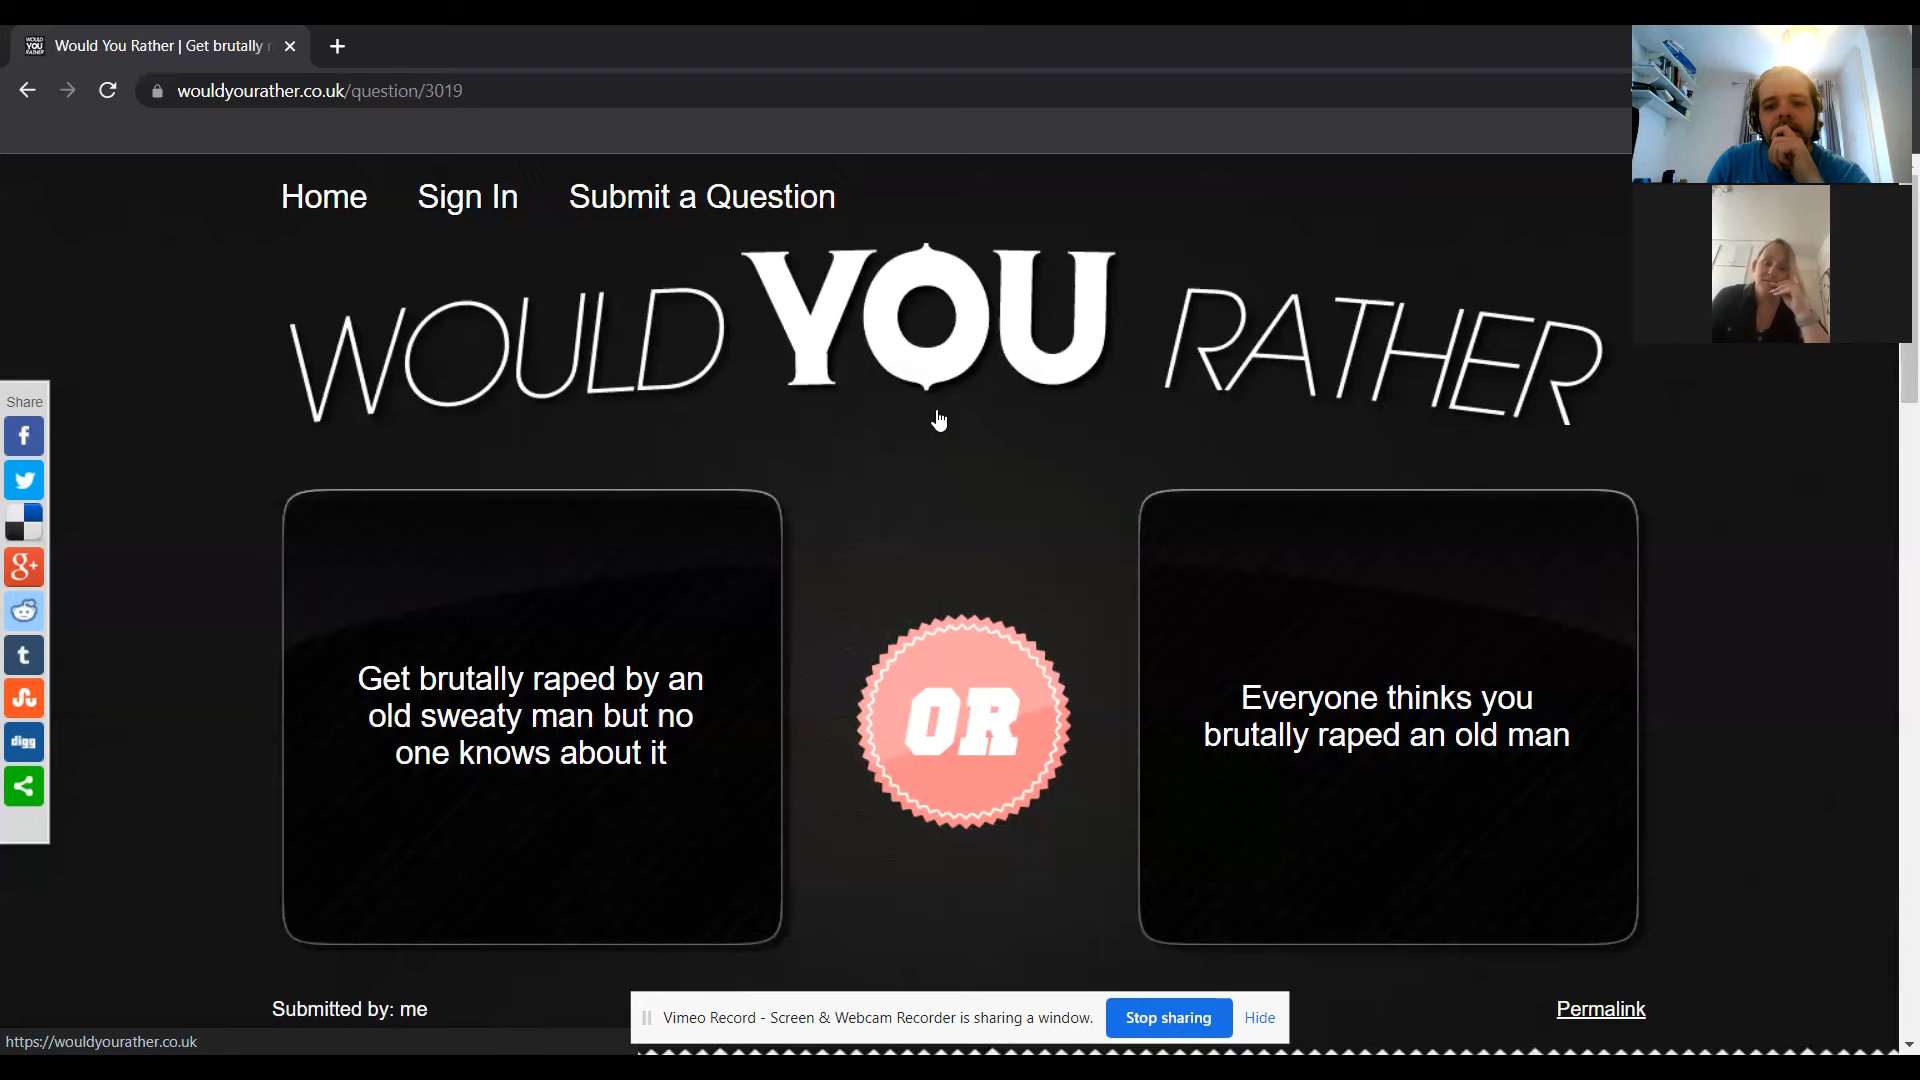 Would You Rather | Get brutally
wouldyourather.co.uk/question/3019
Home Sign In Submit a Question
WOULD YOU RATHER
Share
digg
Get brutally raped by an
old sweaty man but no
one knows about it
OR
Everyone thinks you
brutally raped an old man
Submitted by: me
Permalink
Vimeo Record - Screen & Webcam Recorder is sharing a window.
Stop sharing
Hide
https://wouldyourather.co.uk